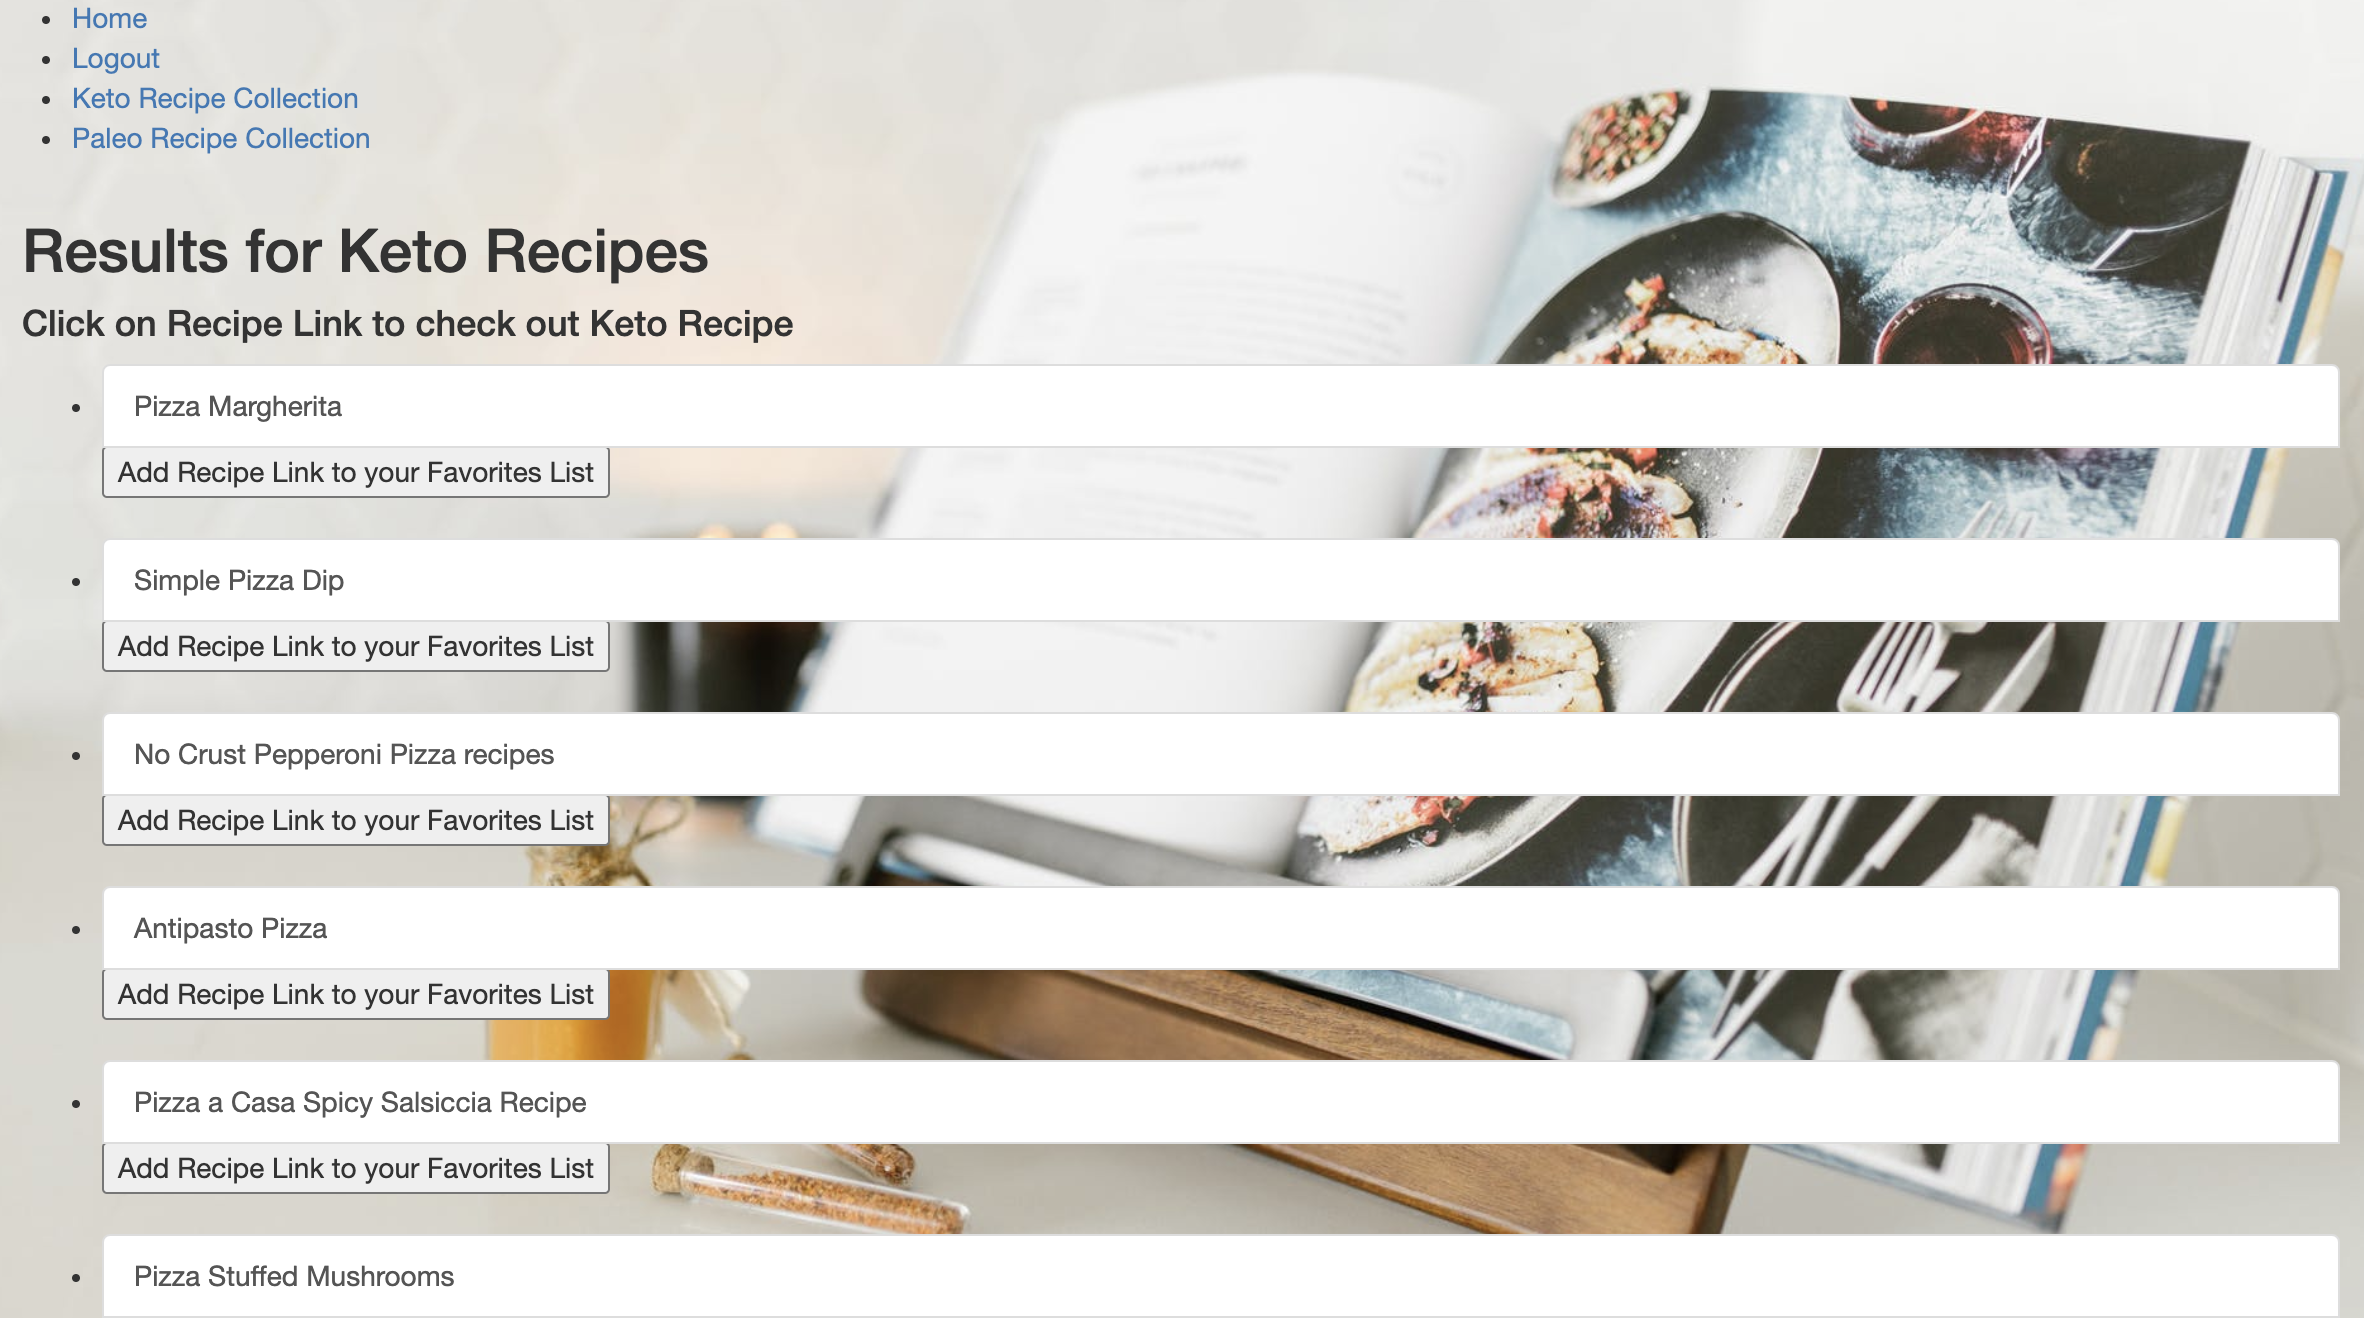 Home
Logout
Keto Recipe Collection
Paleo Recipe Collection
Results for Keto Recipes
Click on Recipe Link to check out Keto Recipe
Pizza Margherita
Add Recipe Link to your Favorites List
Simple Pizza Dip
Add Recipe Link to your Favorites List
No Crust Pepperoni Pizza recipes
Add Recipe Link to your Favorites List
Antipasto Pizza
Add Recipe Link to your Favorites List
Pizza a Casa Spicy Salsiccia Recipe
Add Recipe Link to your Favorites List
Pizza Stuffed Mushrooms